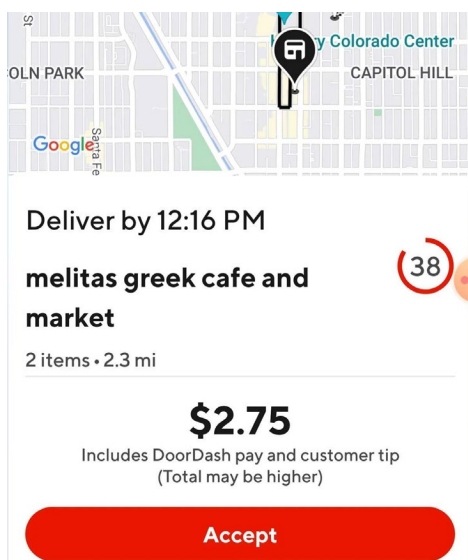 St
y Colorado Center
OLN PARK
CAPITOL HILL
Google
Santa Fe
Deliver by 12:16 PM
melitas greek cafe and
market
38
2 items • 2.3 mi
$2.75
Includes DoorDash pay and customer tip
(Total may be higher)
Accept